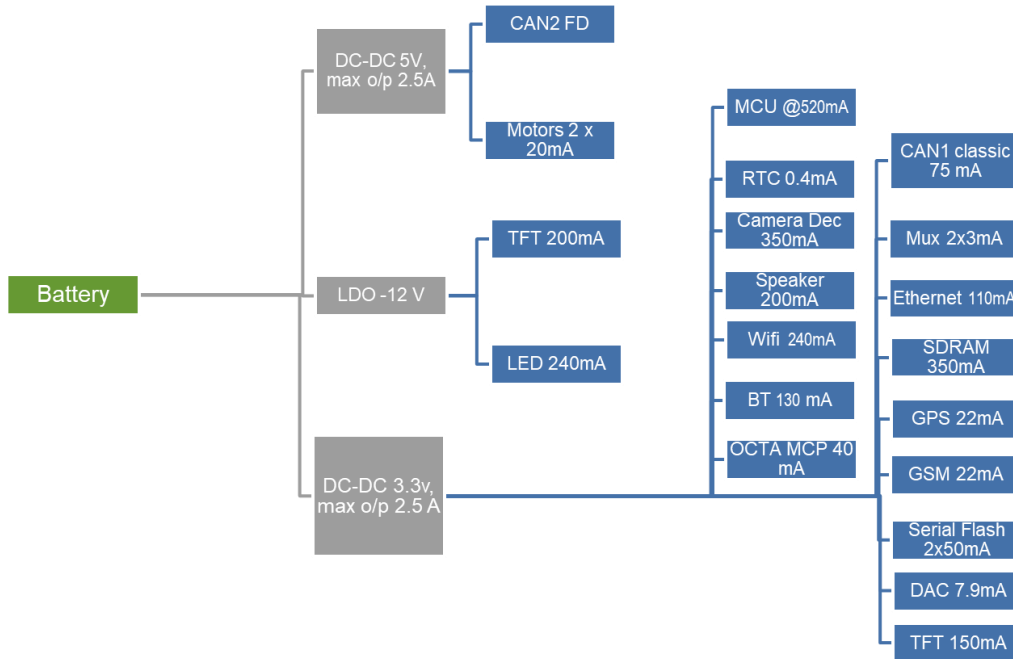 Battery
DC-DC 5V,
max o/p 2.5A
CAN2 FD
Motors 2 x
20mA
LDO -12 V
TFT 200mA
LED 240mA
DC-DC 3.3v,
max o/p 2.5 A
MCU @520mA
RTC 0.4mA
Camera Dec
350mA
Speaker
200mA
Wifi 240mA
BT 130 mA
OCTA MCP 40
mA
CAN1 classic
75 mA
Mux 2x3mA
Ethernet 110mA
SDRAM
350mA
GPS 22mA
GSM 22mA
Serial Flash
2x50mA
DAC 7.9mA
TFT 150mA